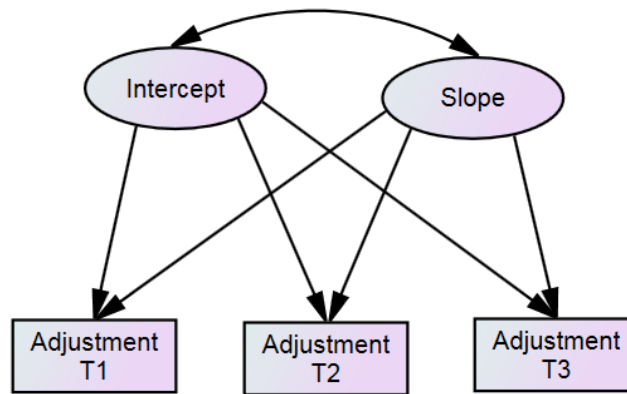 Intercept
Slope
Adjustment
T1
Adjustment
T2
Adjustment
T3